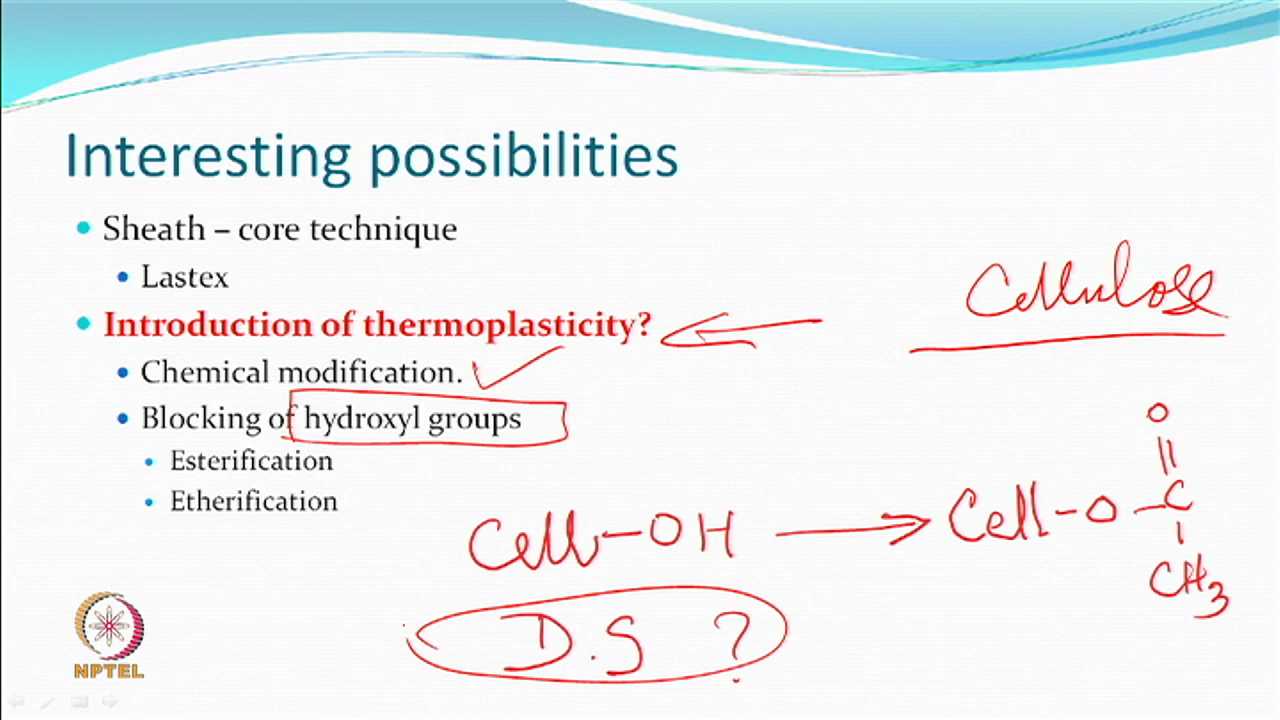 Interesting possibilities
Sheath – core technique
Lastex
Cellulose
Introduction of thermoplasticity?
Chemical modification.
Blocking of hydroxyl groups
Esterification
Etherification
O
||
Cell-OH → Cell-O-C
|
CH3
D.S ?
NPTEL